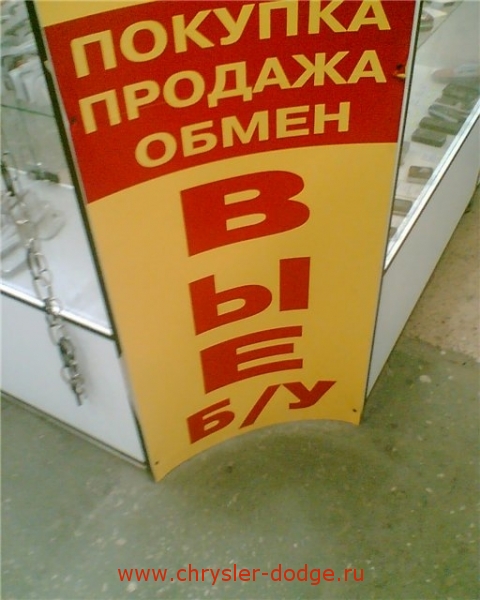 ПОКУПКА
ПРОДАЖА
ОБМЕН
В
Ы
Е
Б/У
www.chrysler-dodge.ru